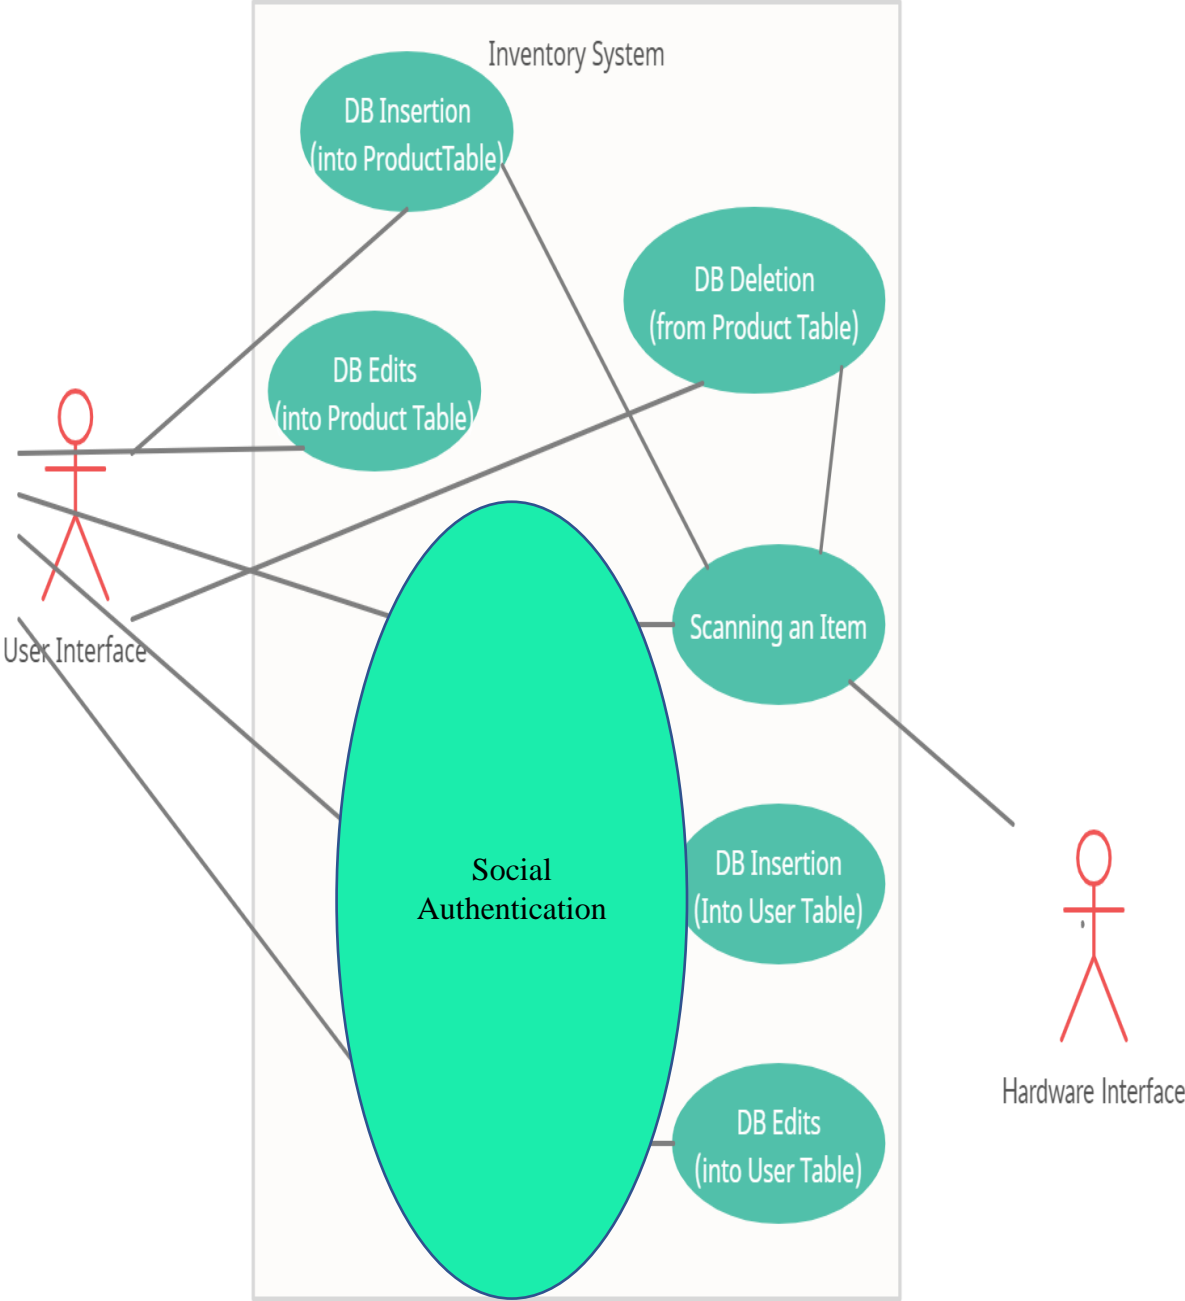 Inventory System
DB Insertion
(into ProductTable)
DB Deletion
(from Product Table)
DB Edits
(into Product Table)
User Interface
Scanning an Item
Social
Authentication
DB Insertion
(Into User Table)
Hardware Interface
DB Edits
(into User Table)